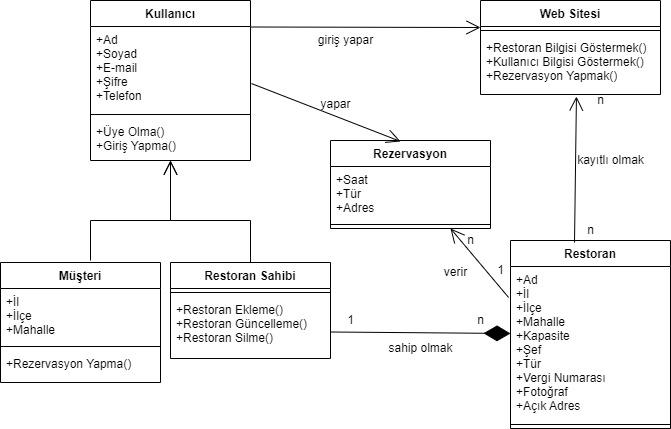 Kullanıcı
+Ad
+Soyad
+E-mail
+Şifre
+Telefon
+Üye Olma()
+Giriş Yapma()
giriş yapar
Web Sitesi
+Restoran Bilgisi Göstermek()
+Kullanıcı Bilgisi Göstermek()
+Rezervasyon Yapmak()
n
yapar
Rezervasyon
+Saat
+Tür
+Adres
kayıtlı olmak
n
n
verir
1
Müşteri
+İl
+İlçe
+Mahalle
+Rezervasyon Yapma()
Restoran Sahibi
+Restoran Ekleme()
+Restoran Güncelleme()
+Restoran Silme()
1
n
sahip olmak
Restoran
+Ad
+İl
+İlçe
+Mahalle
+Kapasite
+Şef
+Tür
+Vergi Numarası
+Fotoğraf
+Açık Adres